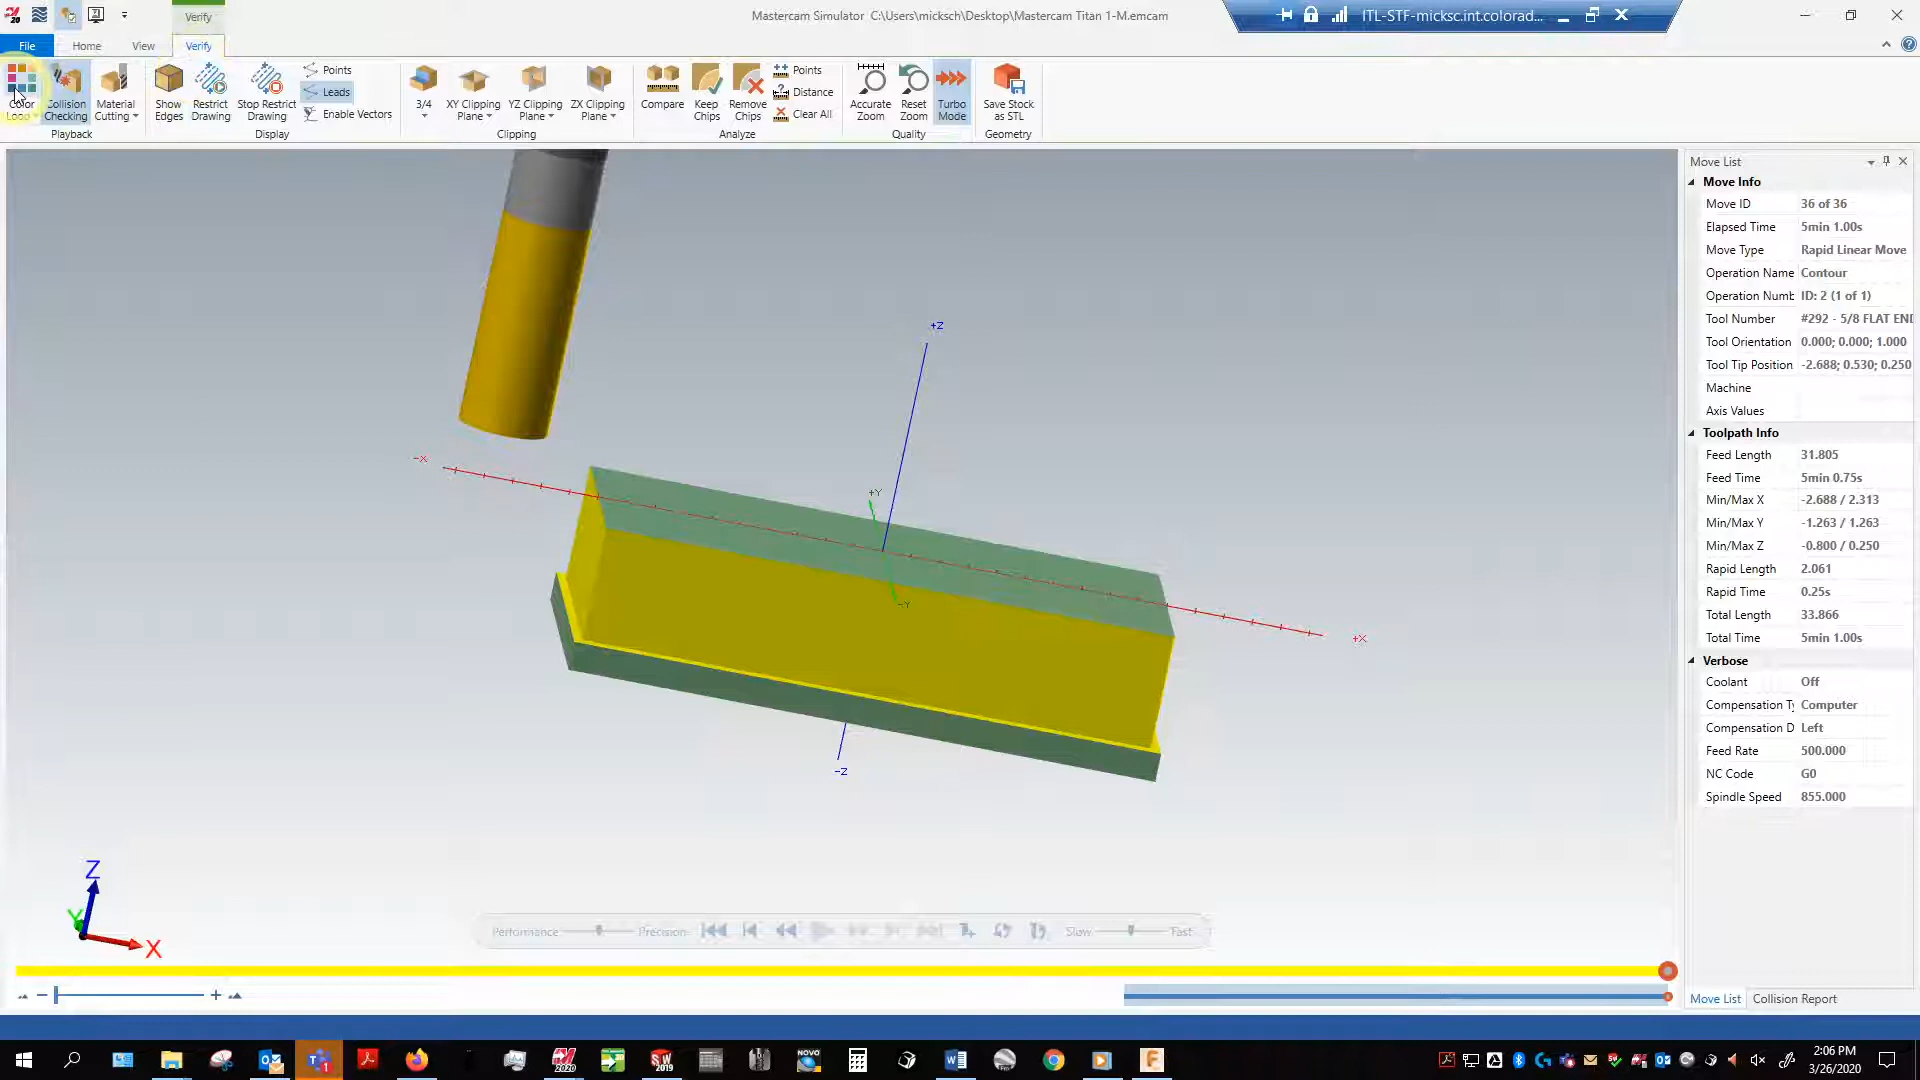 Verify
Mastercam Simulator C:\Users\micksch\Desktop\Mastercam Titan 1-M.emcam
ITL-STF-micksc.int.colorad...
File Home View Verify
Color Loop
Collision Checking
Material Cutting
Playback
Show Edges
Restrict Drawing
Stop Restrict Drawing
Points
Leads
Enable Vectors
Display
3/4
XY Clipping Plane
YZ Clipping Plane
ZX Clipping Plane
Clipping
Compare
Keep Chips
Remove Chips
Points
Distance
Clear All
Analyze
Accurate Zoom
Reset Zoom
Turbo Mode
Quality
Save Stock as STL
Geometry
+Z
-X
+Y
-Y
+X
-Z
Z
Y
X
Performance Precision Slow Fast
Move List
Move Info
Move ID 36 of 36
Elapsed Time 5min 1.00s
Move Type Rapid Linear Move
Operation Name Contour
Operation Numb ID: 2 (1 of 1)
Tool Number #292 - 5/8 FLAT END
Tool Orientation 0.000; 0.000; 1.000
Tool Tip Position -2.688; 0.530; 0.250
Machine
Axis Values
Toolpath Info
Feed Length 31.805
Feed Time 5min 0.75s
Min/Max X -2.688 / 2.313
Min/Max Y -1.263 / 1.263
Min/Max Z -0.800 / 0.250
Rapid Length 2.061
Rapid Time 0.25s
Total Length 33.866
Total Time 5min 1.00s
Verbose
Coolant Off
Compensation Ty Computer
Compensation D Left
Feed Rate 500.000
NC Code G0
Spindle Speed 855.000
Move List Collision Report
2:06 PM
3/26/2020